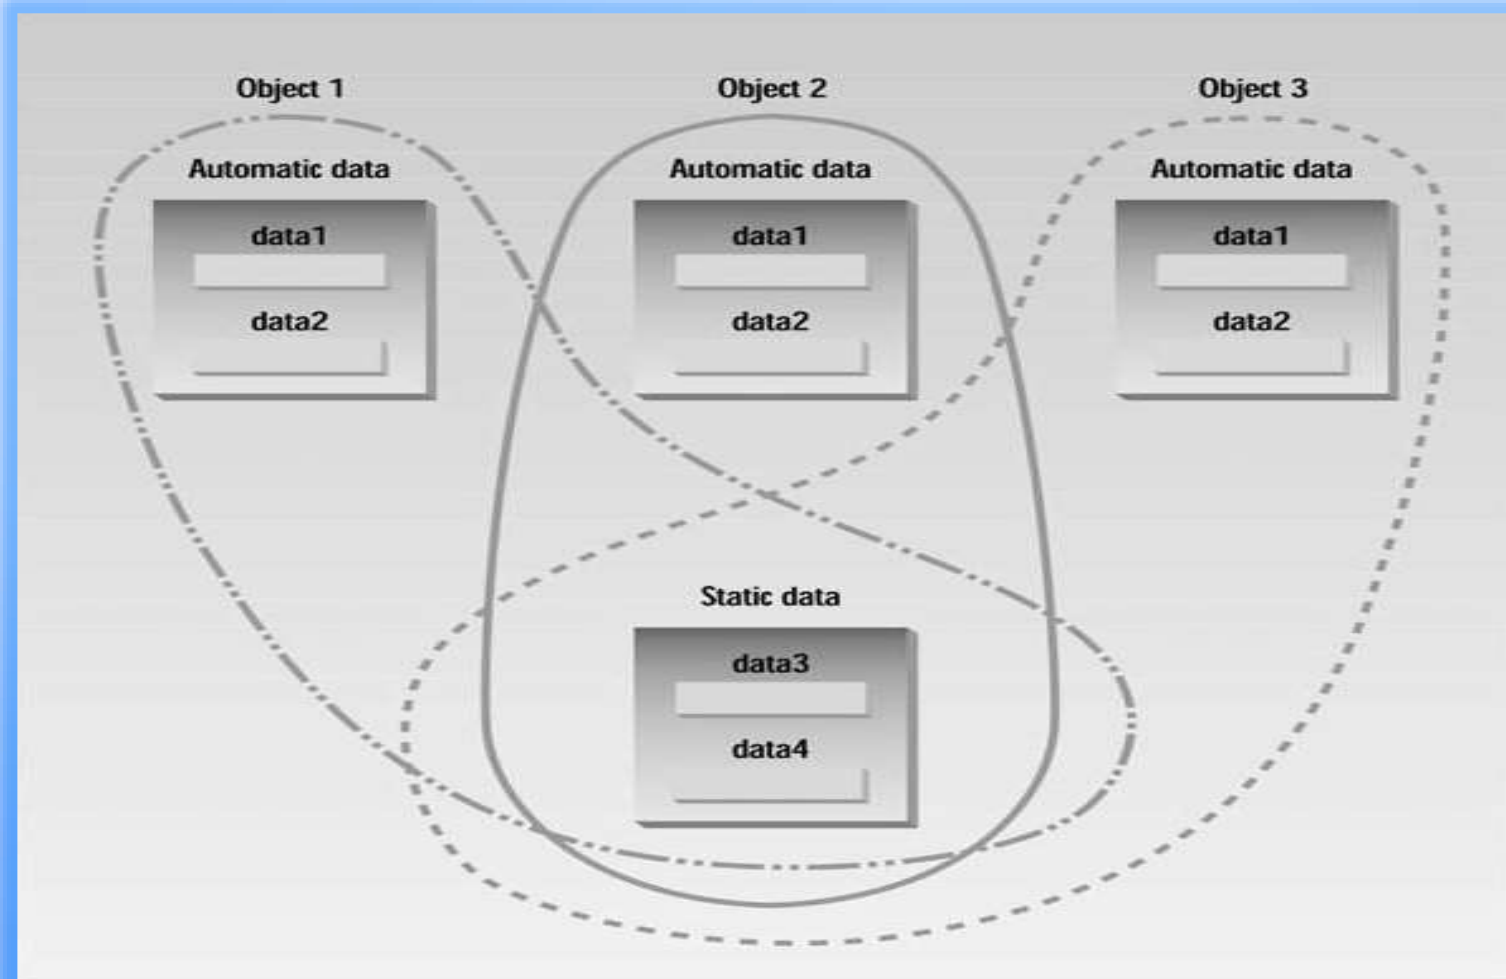 Object 1
Object 2
Object 3
Automatic data
Automatic data
Automatic data
data1
data1
data1
data2
data2
data2
Static data
data3
data4